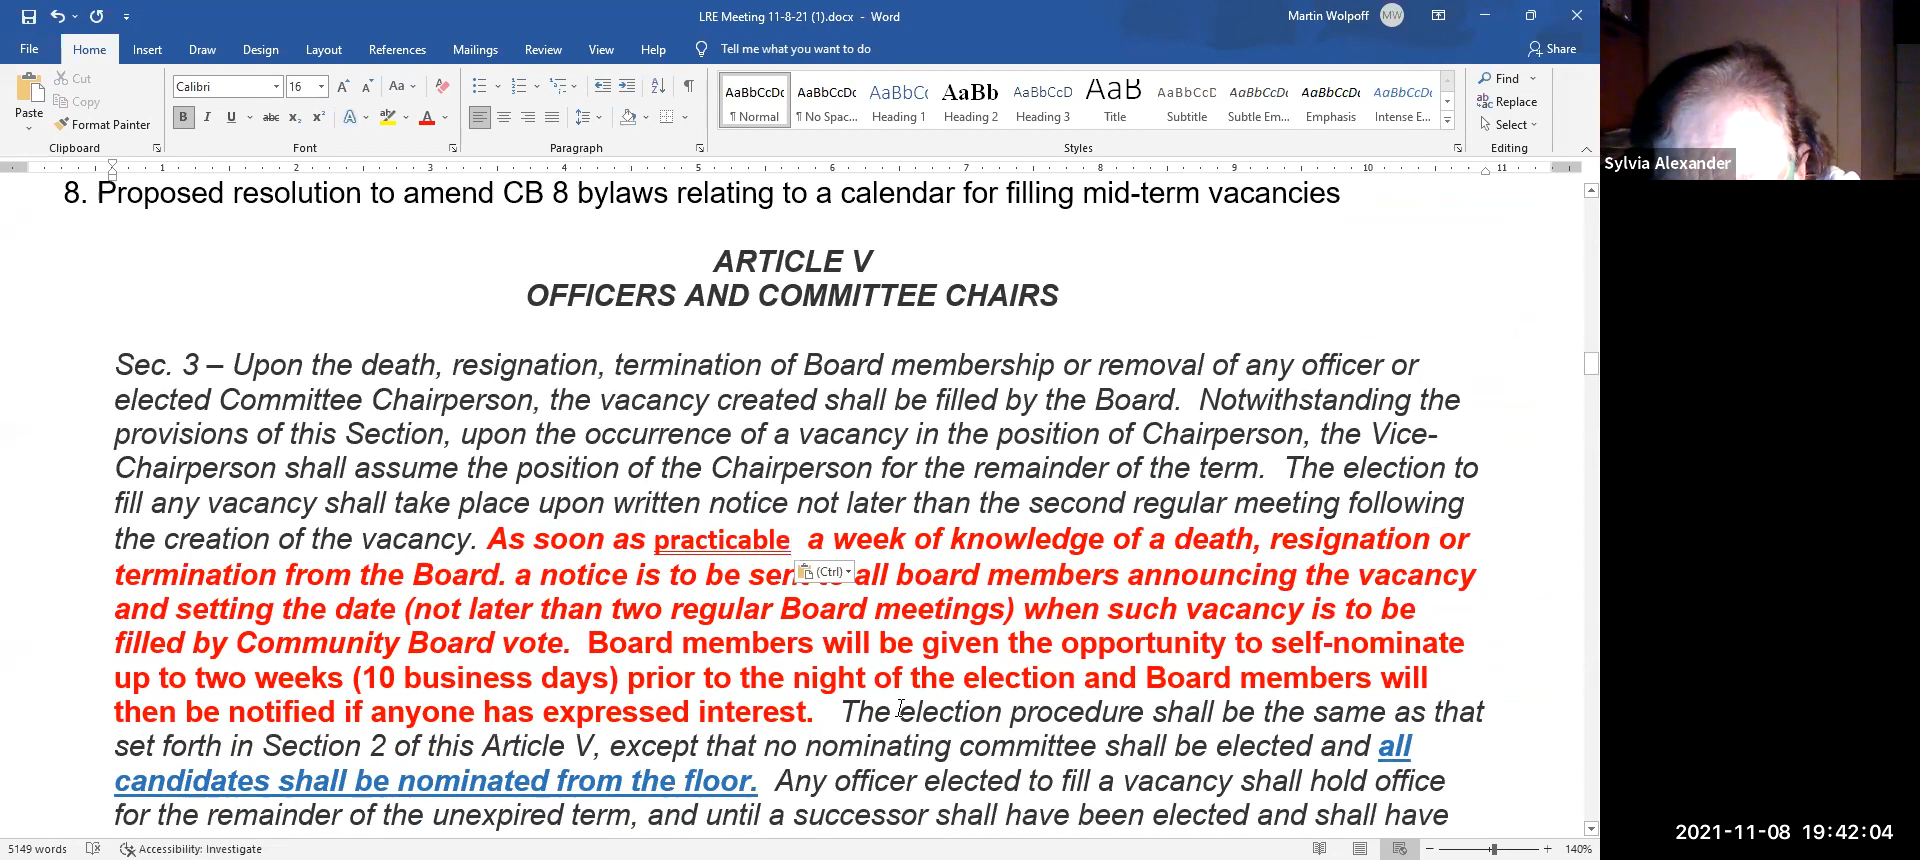 LRE Meeting 11-8-21 (1).docx - Word
Martin Wolpoff MW
File Home Insert Draw Design Layout References Mailings Review View Help Tell me what you want to do Share
Paste Cut Copy Format Painter Clipboard
Calibri 16 Font
Paragraph
AaBbCcDc AaBbCcDc AaBbCc AaBb AaBbCcD AaB AaBbCcD AaBbCcDc AaBbCcDc AaBbCcDc
¶ Normal ¶ No Spac... Heading 1 Heading 2 Heading 3 Title Subtitle Subtle Em... Emphasis Intense E...
Styles
Find Replace Select Editing
1 2 3 4 5 6 7 8 9 10 11
8. Proposed resolution to amend CB 8 bylaws relating to a calendar for filling mid-term vacancies
ARTICLE V
OFFICERS AND COMMITTEE CHAIRS
Sec. 3 – Upon the death, resignation, termination of Board membership or removal of any officer or
elected Committee Chairperson, the vacancy created shall be filled by the Board. Notwithstanding the
provisions of this Section, upon the occurrence of a vacancy in the position of Chairperson, the Vice-
Chairperson shall assume the position of the Chairperson for the remainder of the term. The election to
fill any vacancy shall take place upon written notice not later than the second regular meeting following
the creation of the vacancy. As soon as practicable a week of knowledge of a death, resignation or
termination from the Board. a notice is to be sent to all board members announcing the vacancy
(Ctrl)
and setting the date (not later than two regular Board meetings) when such vacancy is to be
filled by Community Board vote. Board members will be given the opportunity to self-nominate
up to two weeks (10 business days) prior to the night of the election and Board members will
then be notified if anyone has expressed interest. The election procedure shall be the same as that
set forth in Section 2 of this Article V, except that no nominating committee shall be elected and all
candidates shall be nominated from the floor. Any officer elected to fill a vacancy shall hold office
for the remainder of the unexpired term, and until a successor shall have been elected and shall have
5149 words Accessibility: Investigate 140%
Sylvia Alexander
2021-11-08 19:42:04